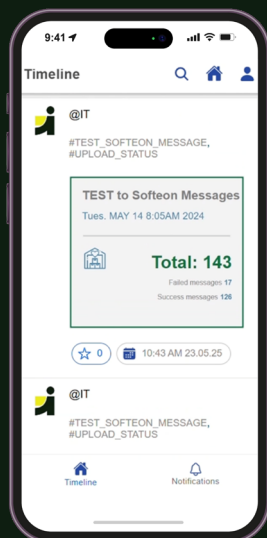 9:41
Timeline
@IT
#TEST_SOFTEON_MESSAGE,
#UPLOAD_STATUS
TEST to Softeon Messages
Tues. MAY 14 8:05AM 2024
Total: 143
Failed messages 17
Success messages 126
0
10:43 AM 23.05.25
@IT
#TEST_SOFTEON_MESSAGE,
#UPLOAD_STATUS
Timeline
Notifications